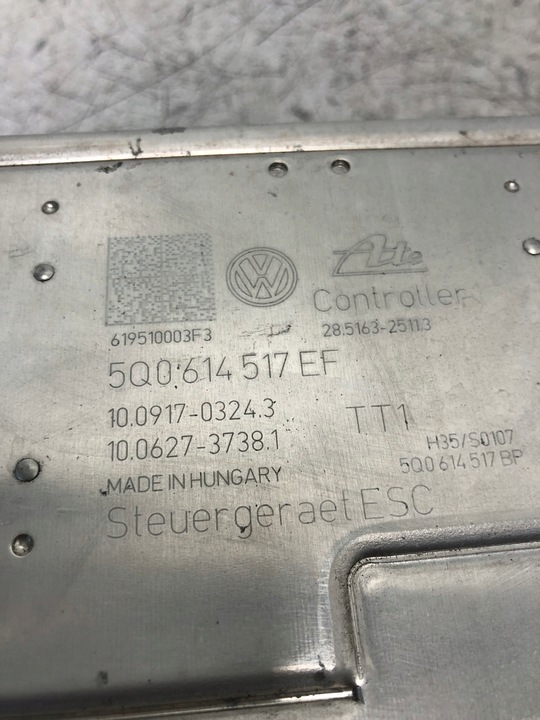 VW Ate
Controller
619510003F3 28.5163-2511.3
5Q0 614 517 EF
10.0917-0324.3 TT1
10.0627-3738.1 H35/S0107
5Q0 614 517 BP
MADE IN HUNGARY
Steuergeraet ESC